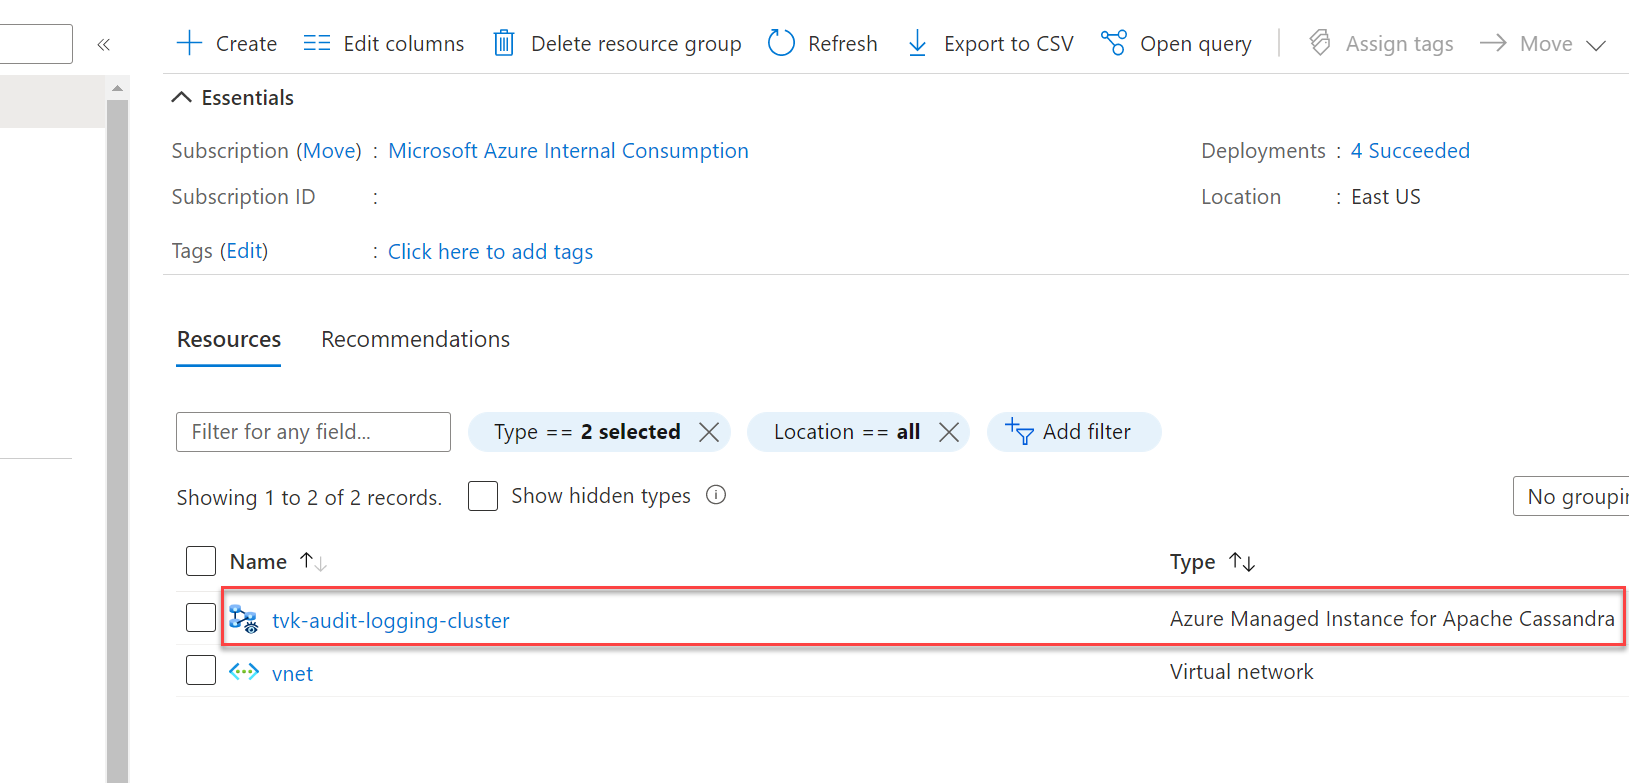 « Create Edit columns Delete resource group Refresh Export to CSV Open query Assign tags Move
Essentials
Subscription (Move) : Microsoft Azure Internal Consumption Deployments : 4 Succeeded
Subscription ID : Location : East US
Tags (Edit) : Click here to add tags
Resources Recommendations
Filter for any field... Type == 2 selected Location == all Add filter
Showing 1 to 2 of 2 records. Show hidden types No
Name Type
tvk-audit-logging-cluster Azure Managed Instance for Apache Cassandra
vnet Virtual network